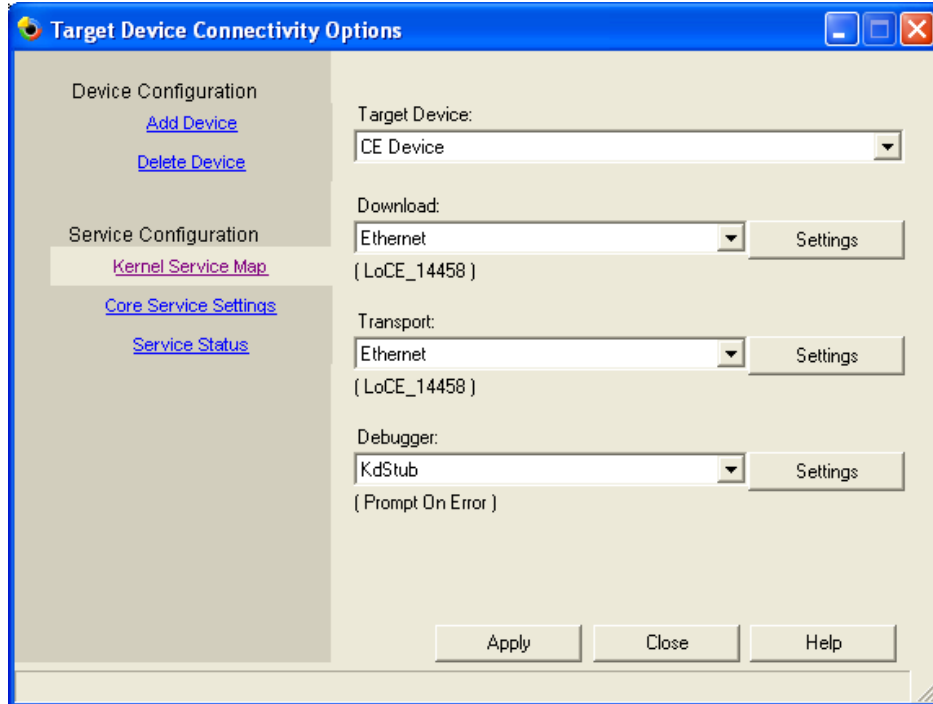 Target Device Connectivity Options
Device Configuration
Add Device
Delete Device
Service Configuration
Kernel Service Map
Core Service Settings
Service Status
Target Device:
CE Device
Download:
Ethernet
Settings
( LoCE_14458 )
Transport:
Ethernet
Settings
( LoCE_14458 )
Debugger:
KdStub
Settings
( Prompt On Error )
Apply
Close
Help